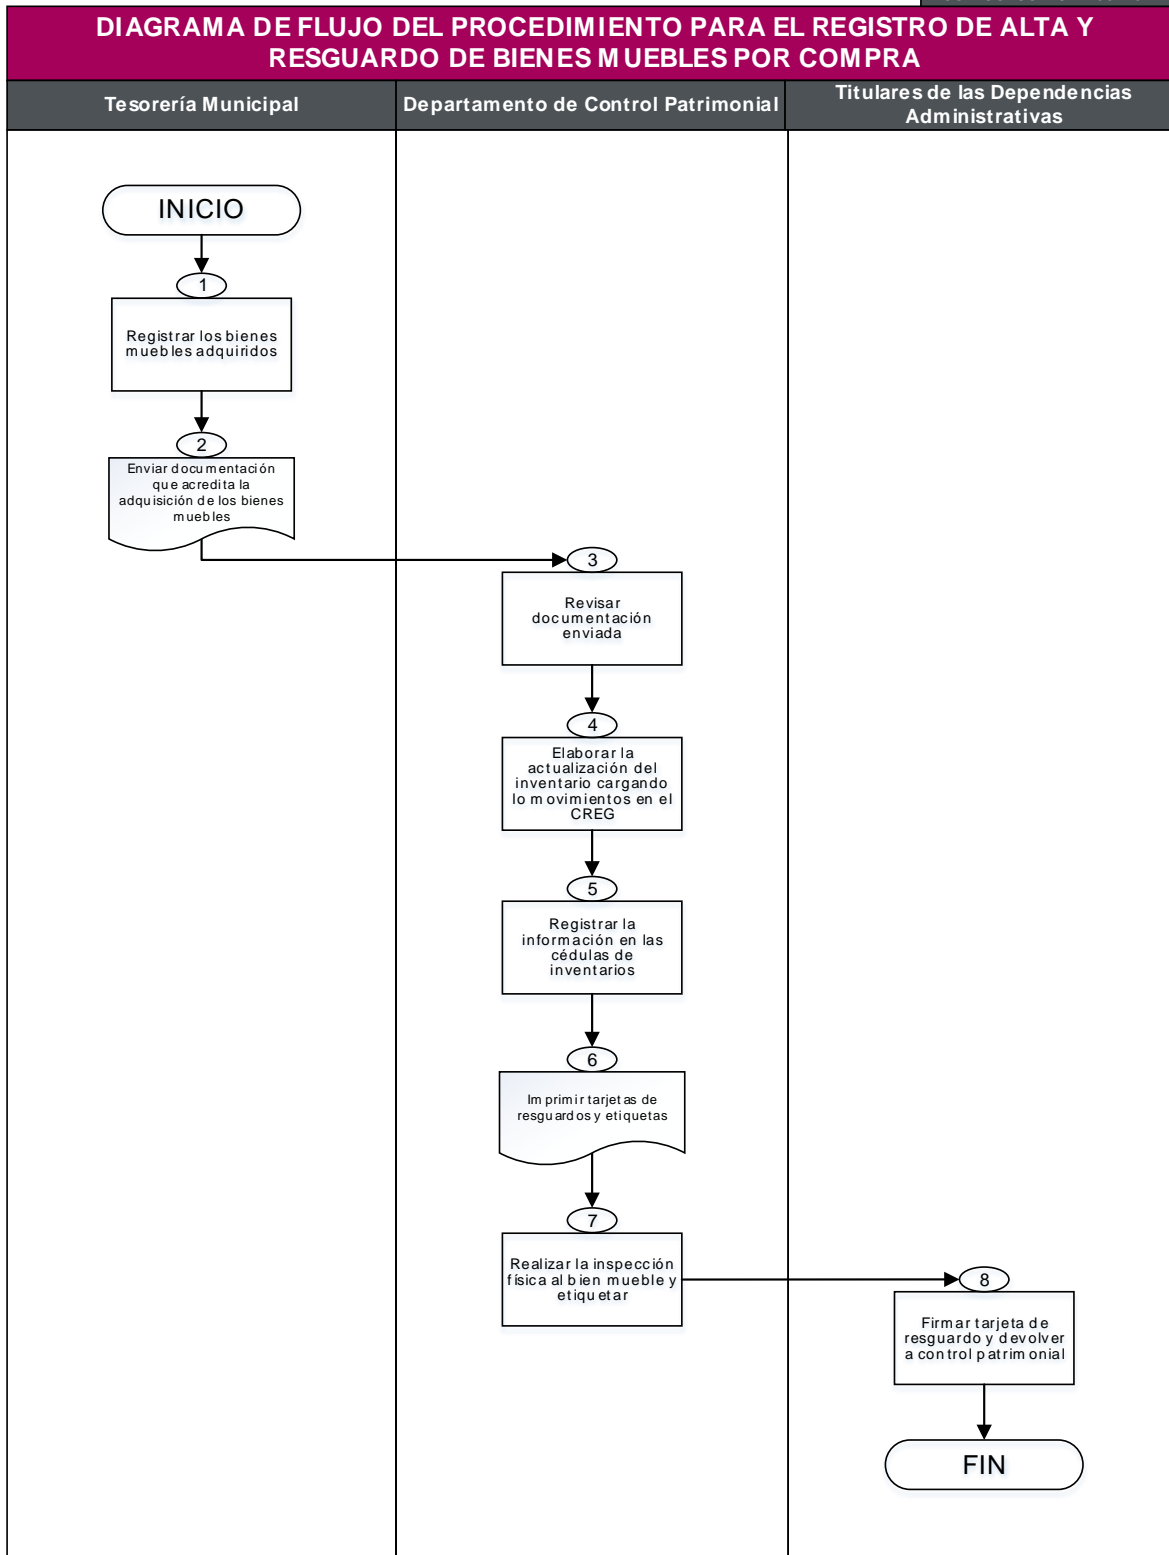 DIAGRAMA DE FLUJO DEL PROCEDIMIENTO PARA EL REGISTRO DE ALTA Y
RESGUARDO DE BIENES MUEBLES POR COMPRA
Tesorería Municipal
Departamento de Control Patrimonial
Titulares de las Dependencias
Administrativas
INICIO
1
Registrar los bienes
muebles adquiridos
2
Enviar documentación
que acredita la
adquisición de los bienes
muebles
3
Revisar
documentación
enviada
4
Elaborar la
actualización del
inventario cargando
lo movimientos en el
CREG
5
Registrar la
información en las
cédulas de
inventarios
6
Imprimir tarjetas de
resguardos y etiquetas
7
Realizar la inspección
física al bien mueble y
etiquetar
8
Firmar tarjeta de
resguardo y devolver
a control patrimonial
FIN